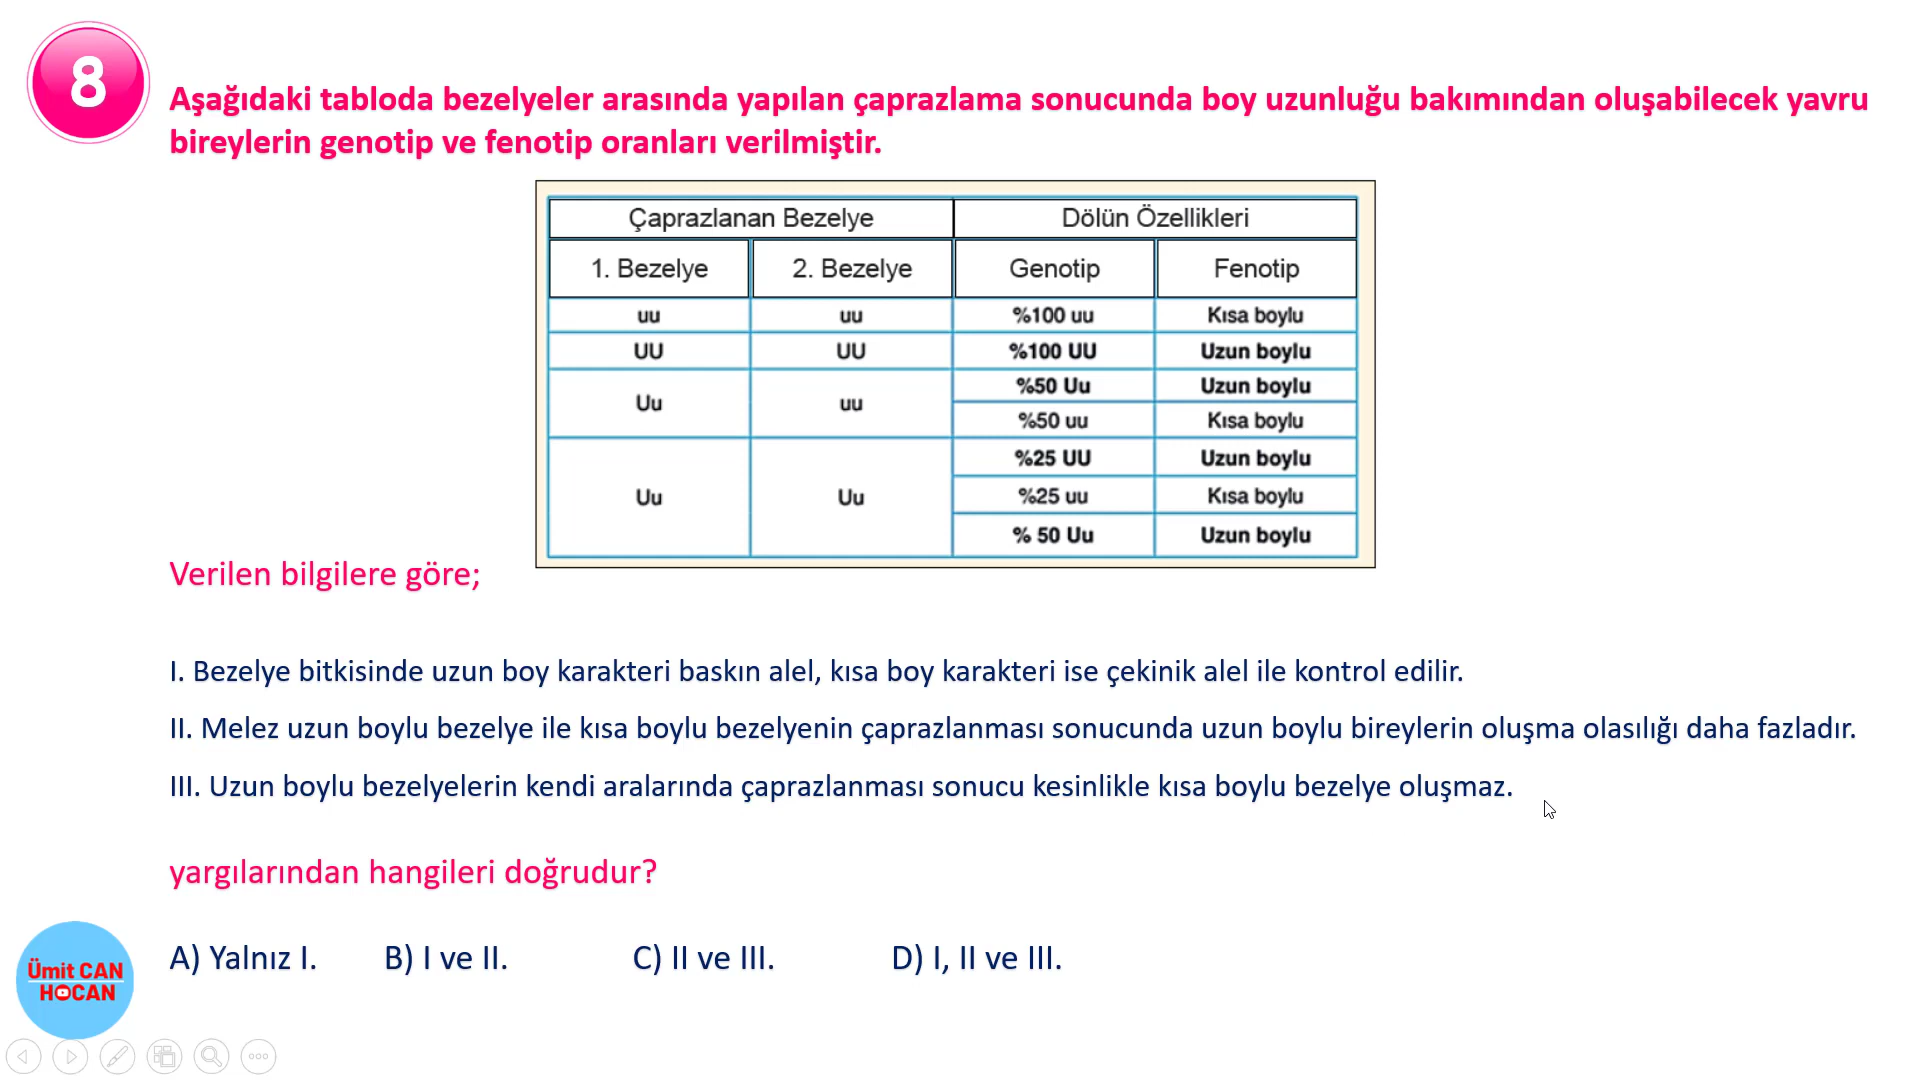 8
Aşağıdaki tabloda bezelyeler arasında yapılan çaprazlama sonucunda boy uzunluğu bakımından oluşabilecek yavru
bireylerin genotip ve fenotip oranları verilmiştir.
Çaprazlanan Bezelye Dölün Özellikleri
1. Bezelye 2. Bezelye Genotip Fenotip
uu uu %100 uu Kısa boylu
UU UU %100 UU Uzun boylu
Uu uu %50 Uu Uzun boylu
%50 uu Kısa boylu
Uu Uu %25 UU Uzun boylu
%25 uu Kısa boylu
% 50 Uu Uzun boylu
Verilen bilgilere göre;
I. Bezelye bitkisinde uzun boy karakteri baskın alel, kısa boy karakteri ise çekinik alel ile kontrol edilir.
II. Melez uzun boylu bezelye ile kısa boylu bezelyenin çaprazlanması sonucunda uzun boylu bireylerin oluşma olasılığı daha fazladır.
III. Uzun boylu bezelyelerin kendi aralarında çaprazlanması sonucu kesinlikle kısa boylu bezelye oluşmaz.
yargılarından hangileri doğrudur?
A) Yalnız I. B) I ve II. C) II ve III. D) I, II ve III.
Ümit CAN
HOCAN